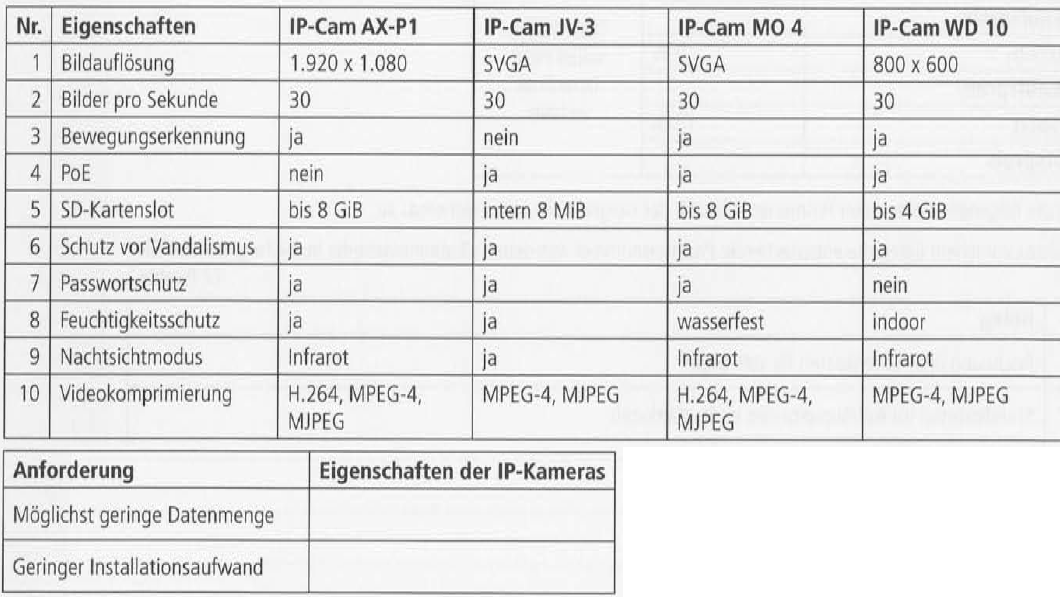 Nr. Eigenschaften IP-Cam AX-P1 IP-Cam JV-3 IP-Cam MO 4 IP-Cam WD 10
1 Bildauflösung 1.920 x 1.080 SVGA SVGA 800 x 600
2 Bilder pro Sekunde 30 30 30 30
3 Bewegungserkennung ja nein ja ja
4 PoE nein ja ja ja
5 SD-Kartenslot bis 8 GiB intern 8 MiB bis 8 GiB bis 4 GiB
6 Schutz vor Vandalismus ja ja ja ja
7 Passwortschutz ja ja ja nein
8 Feuchtigkeitsschutz ja ja wasserfest indoor
9 Nachtsichtmodus Infrarot ja Infrarot Infrarot
10 Videokomprimierung H.264, MPEG-4, MPEG-4, MJPEG H.264, MPEG-4, MPEG-4, MJPEG
MJPEG MJPEG
Anforderung Eigenschaften der IP-Kameras
Möglichst geringe Datenmenge
Geringer Installationsaufwand